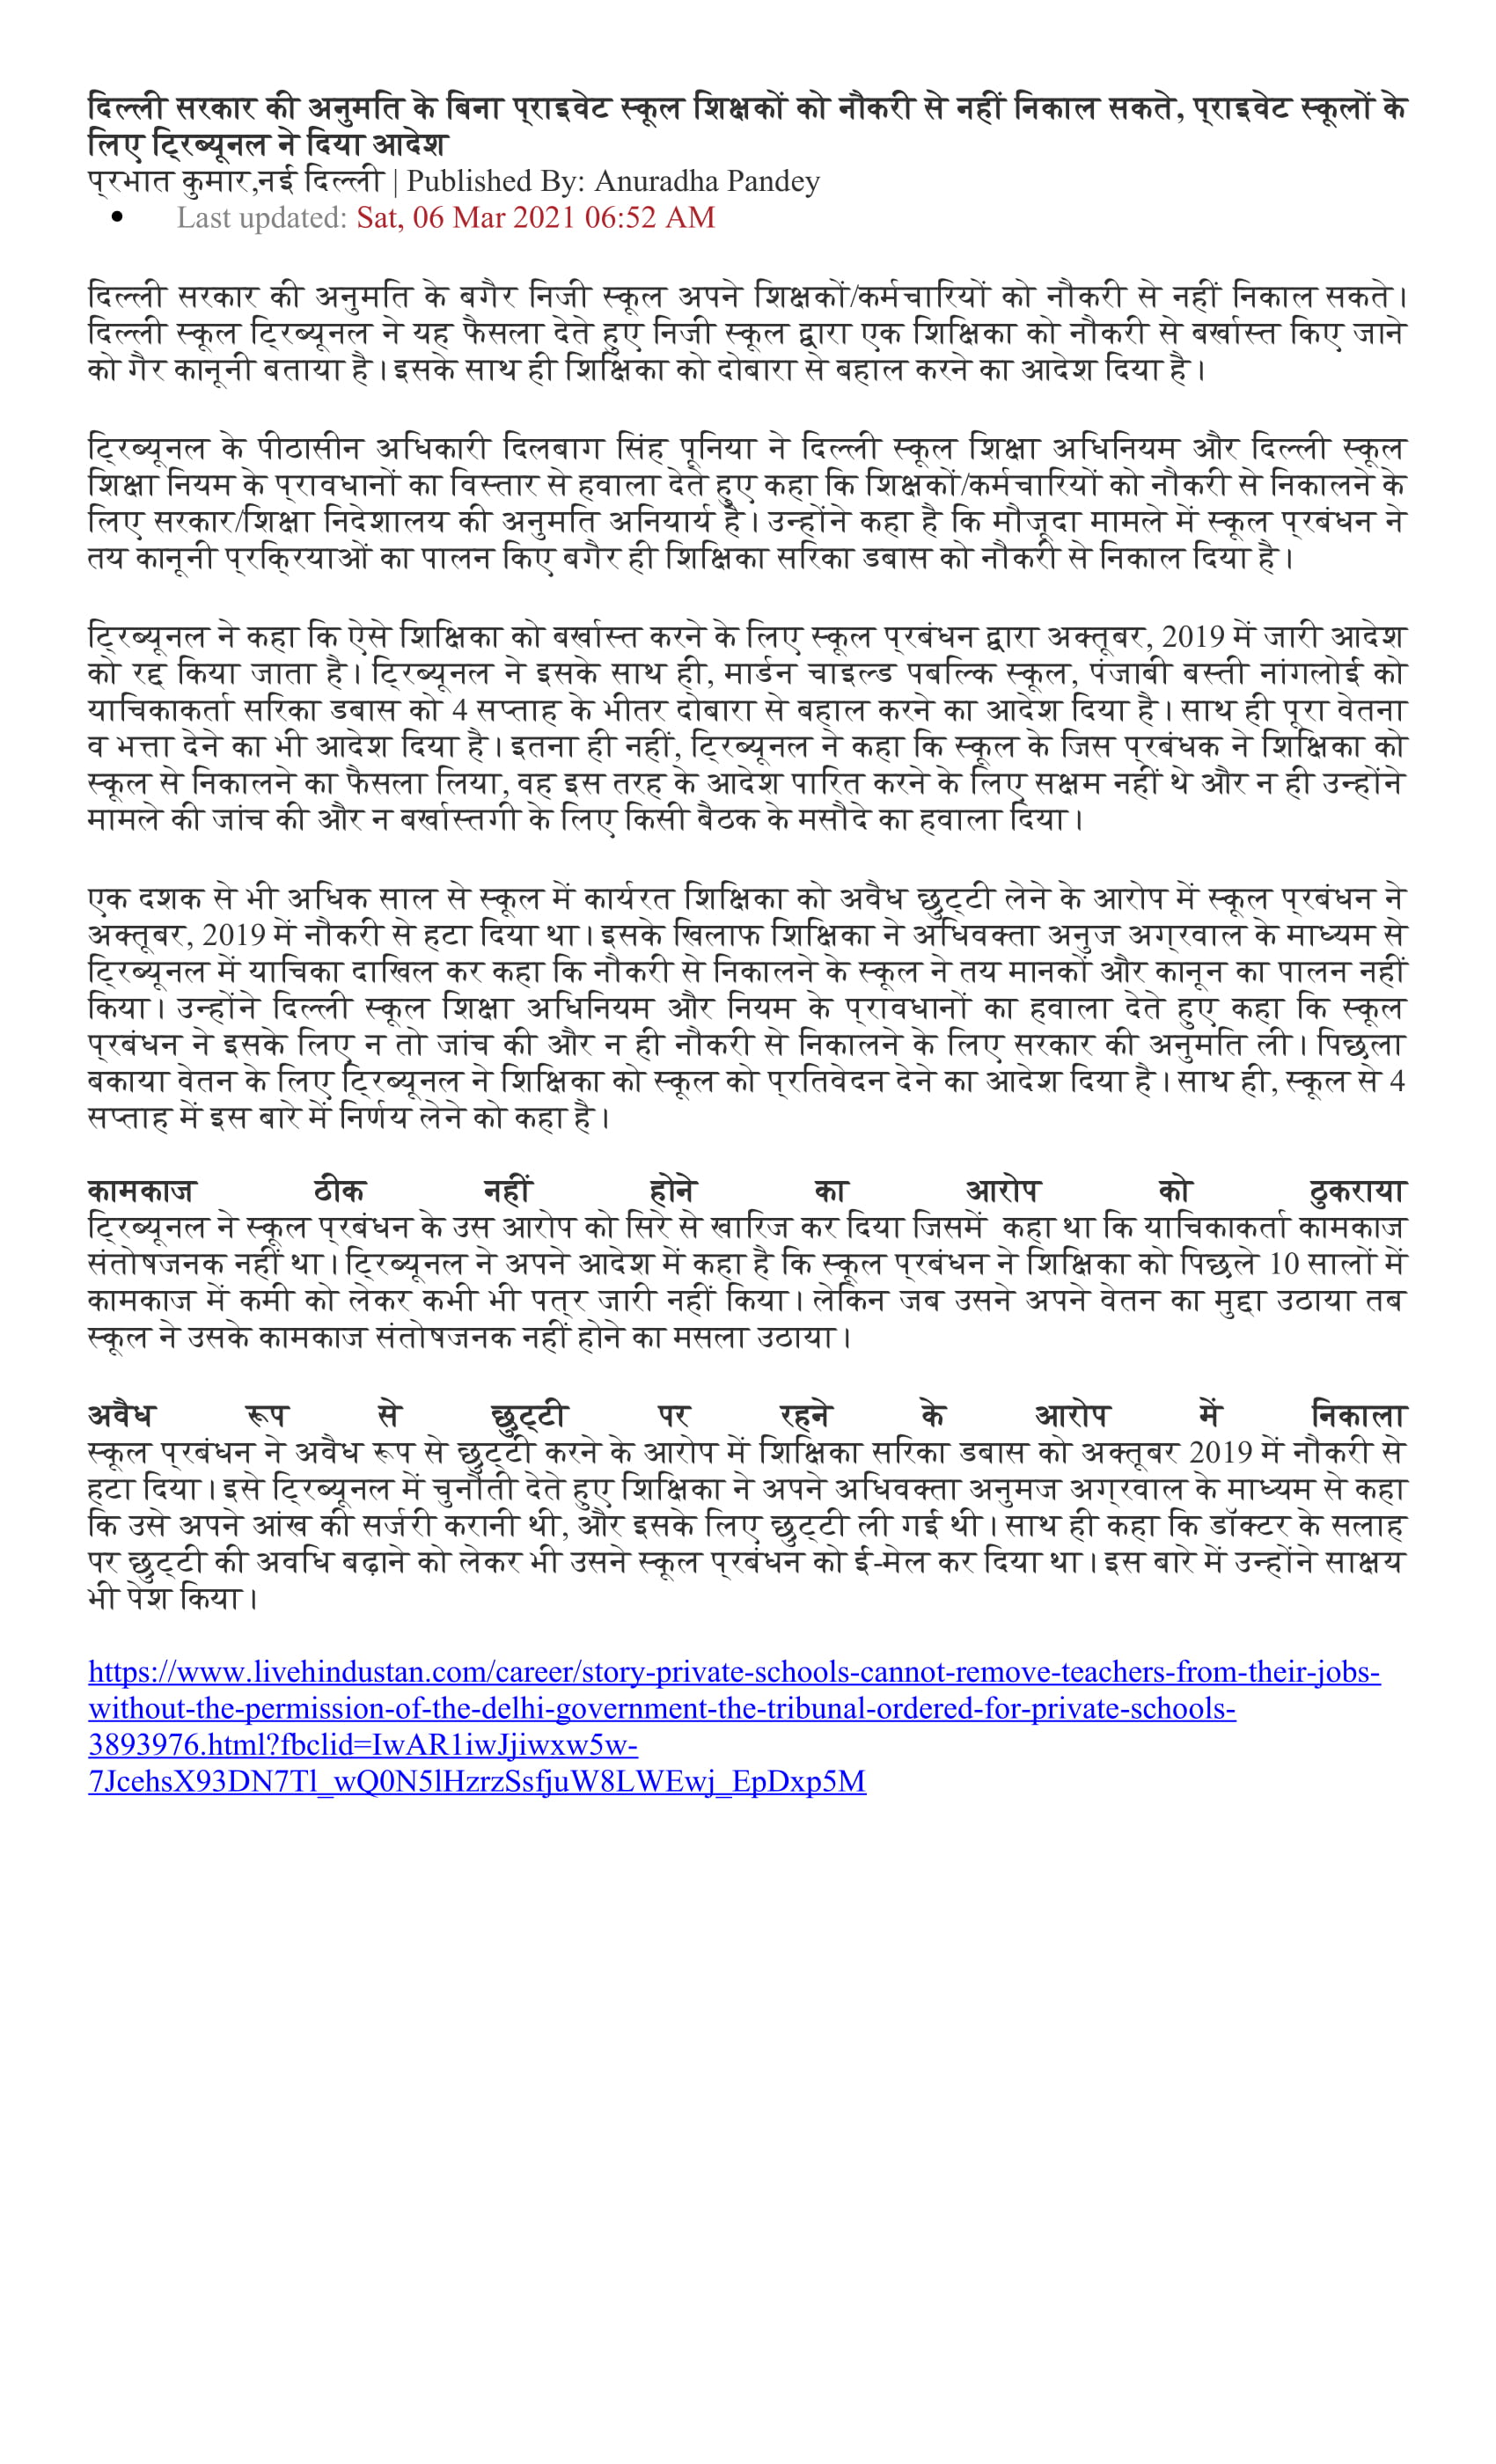 दिल्ली सरकार की अनुमति के बिना प्राइवेट स्कूल शिक्षकों को नौकरी से नहीं निकाल सकते, प्राइवेट स्कूलों के
लिए ट्रिब्यूनल ने दिया आदेश
प्रभात कुमार,नई दिल्ली | Published By: Anuradha Pandey
• Last updated: Sat, 06 Mar 2021 06:52 AM
दिल्ली सरकार की अनुमति के बगैर निजी स्कूल अपने शिक्षकों/कर्मचारियों को नौकरी से नहीं निकाल सकते।
दिल्ली स्कूल ट्रिब्यूनल ने यह फैसला देते हुए निजी स्कूल द्वारा एक शिक्षिका को नौकरी से बर्खास्त किए जाने
को गैर कानूनी बताया है। इसके साथ ही शिक्षिका को दोबारा से बहाल करने का आदेश दिया है।
ट्रिब्यूनल के पीठासीन अधिकारी दिलबाग सिंह पूनिया ने दिल्ली स्कूल शिक्षा अधिनियम और दिल्ली स्कूल
शिक्षा नियम के प्रावधानों का विस्तार से हवाला देते हुए कहा कि शिक्षकों/कर्मचारियों को नौकरी से निकालने के
लिए सरकार/शिक्षा निदेशालय की अनुमति अनियार्य है। उन्होंने कहा है कि मौजूदा मामले में स्कूल प्रबंधन ने
तय कानूनी प्रक्रियाओं का पालन किए बगैर ही शिक्षिका सरिका डबास को नौकरी से निकाल दिया है।
ट्रिब्यूनल ने कहा कि ऐसे शिक्षिका को बर्खास्त करने के लिए स्कूल प्रबंधन द्वारा अक्तूबर, 2019 में जारी आदेश
को रद्द किया जाता है। ट्रिब्यूनल ने इसके साथ ही, मार्डन चाइल्ड पबल्कि स्कूल, पंजाबी बस्ती नांगलोई को
याचिकाकर्ता सरिका डबास को 4 सप्ताह के भीतर दोबारा से बहाल करने का आदेश दिया है। साथ ही पूरा वेतना
व भत्ता देने का भी आदेश दिया है। इतना ही नहीं, ट्रिब्यूनल ने कहा कि स्कूल के जिस प्रबंधक ने शिक्षिका को
स्कूल से निकालने का फैसला लिया, वह इस तरह के आदेश पारित करने के लिए सक्षम नहीं थे और न ही उन्होंने
मामले की जांच की और न बर्खास्तगी के लिए किसी बैठक के मसौदे का हवाला दिया।
एक दशक से भी अधिक साल से स्कूल में कार्यरत शिक्षिका को अवैध छुट्टी लेने के आरोप में स्कूल प्रबंधन ने
अक्तूबर, 2019 में नौकरी से हटा दिया था। इसके खिलाफ शिक्षिका ने अधिवक्ता अनुज अग्रवाल के माध्यम से
ट्रिब्यूनल में याचिका दाखिल कर कहा कि नौकरी से निकालने के स्कूल ने तय मानकों और कानून का पालन नहीं
किया। उन्होंने दिल्ली स्कूल शिक्षा अधिनियम और नियम के प्रावधानों का हवाला देते हुए कहा कि स्कूल
प्रबंधन ने इसके लिए न तो जांच की और न ही नौकरी से निकालने के लिए सरकार की अनुमति ली। पिछला
बकाया वेतन के लिए ट्रिब्यूनल ने शिक्षिका को स्कूल को प्रतिवेदन देने का आदेश दिया है। साथ ही, स्कूल से 4
सप्ताह में इस बारे में निर्णय लेने को कहा है।
कामकाज ठीक नहीं होने का आरोप को ठुकराया
ट्रिब्यूनल ने स्कूल प्रबंधन के उस आरोप को सिरे से खारिज कर दिया जिसमें कहा था कि याचिकाकर्ता कामकाज
संतोषजनक नहीं था। ट्रिब्यूनल ने अपने आदेश में कहा है कि स्कूल प्रबंधन ने शिक्षिका को पिछले 10 सालों में
कामकाज में कमी को लेकर कभी भी पत्र जारी नहीं किया। लेकिन जब उसने अपने वेतन का मुद्दा उठाया तब
स्कूल ने उसके कामकाज संतोषजनक नहीं होने का मसला उठाया।
अवैध रूप से छुट्टी पर रहने के आरोप में निकाला
स्कूल प्रबंधन ने अवैध रूप से छुट्टी करने के आरोप में शिक्षिका सरिका डबास को अक्तूबर 2019 में नौकरी से
हटा दिया। इसे ट्रिब्यूनल में चुनौती देते हुए शिक्षिका ने अपने अधिवक्ता अनुमज अग्रवाल के माध्यम से कहा
कि उसे अपने आंख की सर्जरी करानी थी, और इसके लिए छुट्टी ली गई थी। साथ ही कहा कि डॉक्टर के सलाह
पर छुट्टी की अवधि बढ़ाने को लेकर भी उसने स्कूल प्रबंधन को ई-मेल कर दिया था। इस बारे में उन्होंने साक्षय
भी पेश किया।
https://www.livehindustan.com/career/story-private-schools-cannot-remove-teachers-from-their-jobs-
without-the-permission-of-the-delhi-government-the-tribunal-ordered-for-private-schools-
3893976.html?fbclid=IwAR1iwJjiwxw5w-
7JcehsX93DN7Tl_wQ0N5lHzrzSsfjuW8LWEwj_EpDxp5M